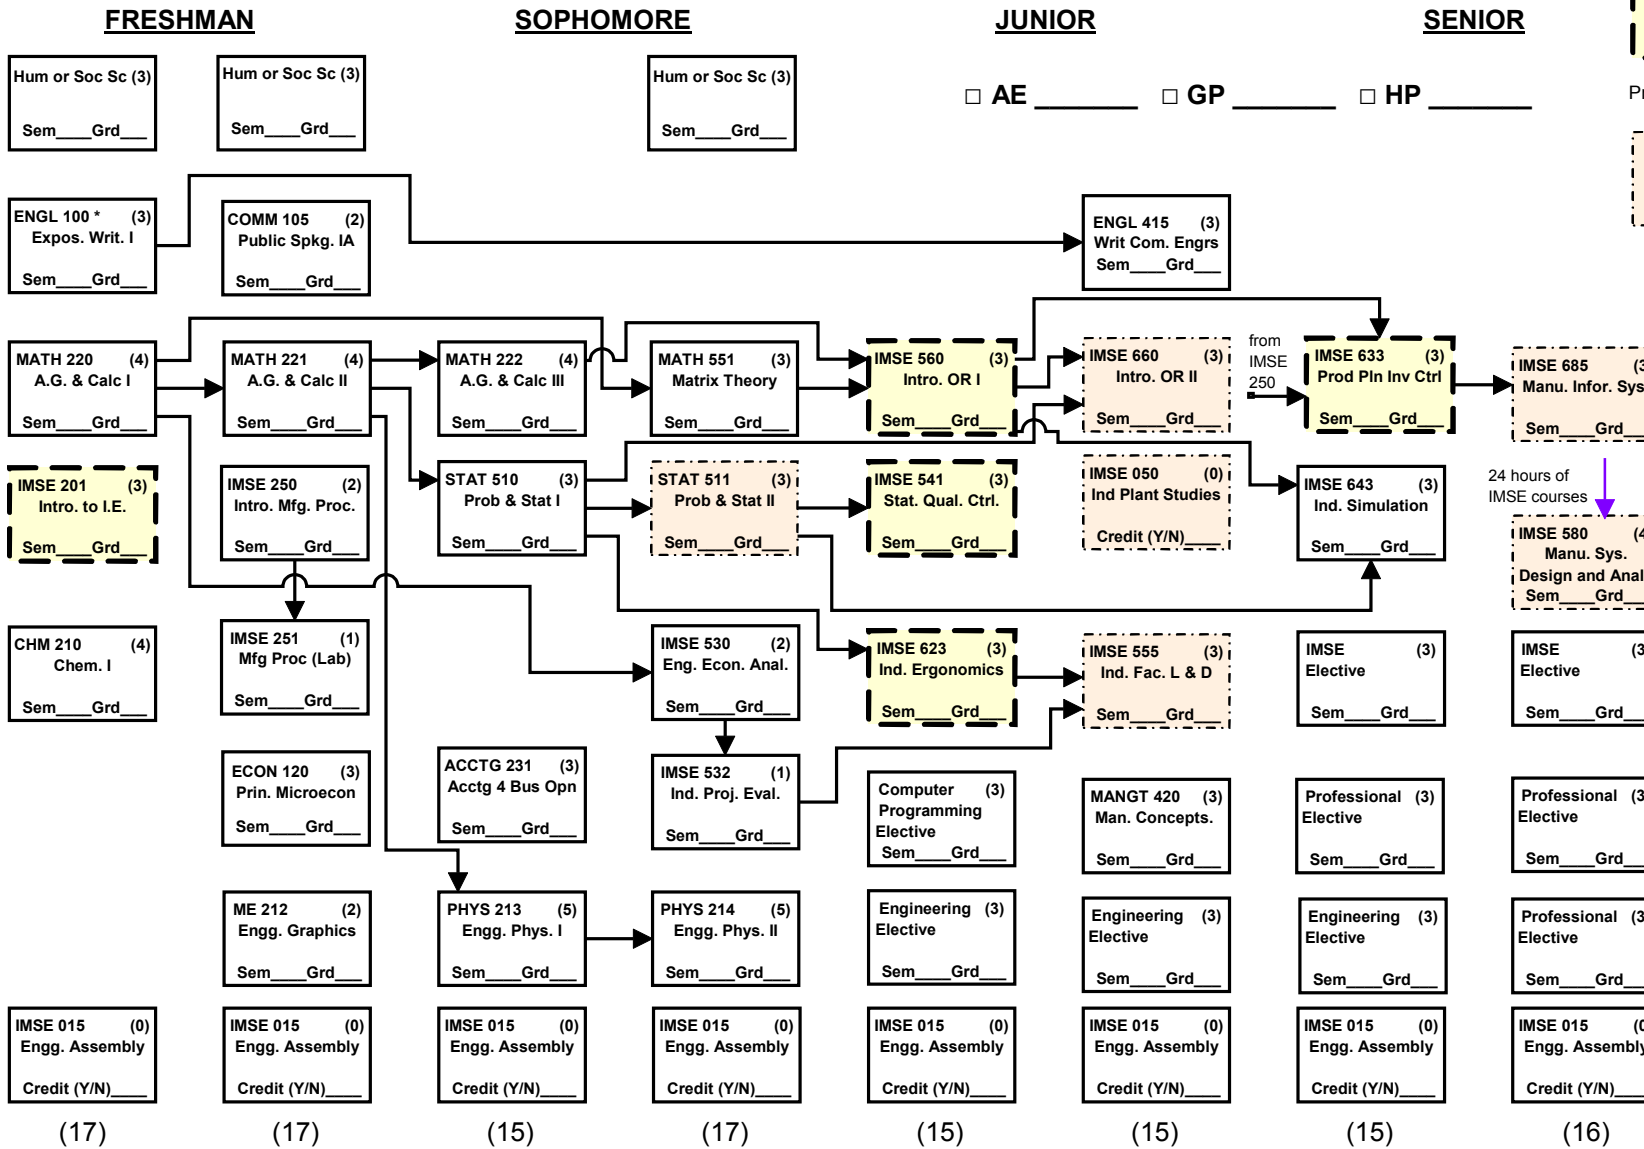 FRESHMAN
SOPHOMORE
JUNIOR
SENIOR
Hum or Soc Sc (3)
Sem____Grd___
Hum or Soc Sc (3)
Sem____Grd___
Hum or Soc Sc (3)
Sem____Grd___
□ AE _______ □ GP _______ □ HP _______
Pr
ENGL 100 * (3)
Expos. Writ. I
Sem____Grd___
COMM 105 (2)
Public Spkg. IA
Sem____Grd___
ENGL 415 (3)
Writ Com. Engrs
Sem____Grd___
MATH 220 (4)
A.G. & Calc I
Sem____Grd___
MATH 221 (4)
A.G. & Calc II
Sem____Grd___
MATH 222 (4)
A.G. & Calc III
Sem____Grd___
MATH 551 (3)
Matrix Theory
Sem____Grd___
IMSE 560 (3)
Intro. OR I
Sem____Grd___
IMSE 660 (3)
Intro. OR II
Sem____Grd___
from
IMSE
250
IMSE 633 (3)
Prod Pln Inv Ctrl
Sem____Grd___
IMSE 685 (3
Manu. Infor. Sys
Sem____Grd___
IMSE 201 (3)
Intro. to I.E.
Sem____Grd___
IMSE 250 (2)
Intro. Mfg. Proc.
Sem____Grd___
STAT 510 (3)
Prob & Stat I
Sem____Grd___
STAT 511 (3)
Prob & Stat II
Sem____Grd___
IMSE 541 (3)
Stat. Qual. Ctrl.
Sem____Grd___
IMSE 050 (0)
Ind Plant Studies
Credit (Y/N)____
IMSE 643 (3)
Ind. Simulation
Sem____Grd___
24 hours of
IMSE courses
IMSE 580 (4
Manu. Sys.
Design and Anal
Sem____Grd___
CHM 210 (4)
Chem. I
Sem____Grd___
IMSE 251 (1)
Mfg Proc (Lab)
Sem____Grd___
IMSE 530 (2)
Eng. Econ. Anal.
Sem____Grd___
IMSE 623 (3)
Ind. Ergonomics
Sem____Grd___
IMSE 555 (3)
Ind. Fac. L & D
Sem____Grd___
IMSE (3)
Elective
Sem____Grd___
IMSE (3
Elective
Sem____Grd___
ECON 120 (3)
Prin. Microecon
Sem____Grd___
ACCTG 231 (3)
Acctg 4 Bus Opn
Sem____Grd___
IMSE 532 (1)
Ind. Proj. Eval.
Sem____Grd___
Computer (3)
Programming
Elective
Sem____Grd___
MANGT 420 (3)
Man. Concepts.
Sem____Grd___
Professional (3)
Elective
Sem____Grd___
Professional (3
Elective
Sem____Grd___
ME 212 (2)
Engg. Graphics
Sem____Grd___
PHYS 213 (5)
Engg. Phys. I
Sem____Grd___
PHYS 214 (5)
Engg. Phys. II
Sem____Grd___
Engineering (3)
Elective
Sem____Grd___
Engineering (3)
Elective
Sem____Grd___
Engineering (3)
Elective
Sem____Grd___
Professional (3
Elective
Sem____Grd___
IMSE 015 (0)
Engg. Assembly
Credit (Y/N)____
IMSE 015 (0)
Engg. Assembly
Credit (Y/N)____
IMSE 015 (0)
Engg. Assembly
Credit (Y/N)____
IMSE 015 (0)
Engg. Assembly
Credit (Y/N)____
IMSE 015 (0)
Engg. Assembly
Credit (Y/N)____
IMSE 015 (0)
Engg. Assembly
Credit (Y/N)____
IMSE 015 (0)
Engg. Assembly
Credit (Y/N)____
IMSE 015 (0
Engg. Assembly
Credit (Y/N)____
(17)
(17)
(15)
(17)
(15)
(15)
(15)
(16)